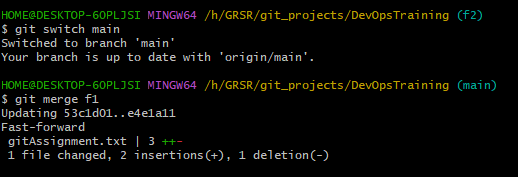 HOME@DESKTOP-6OPLJSI MINGW64 /h/GRSR/git_projects/DevOpsTraining (f2)
$ git switch main
Switched to branch 'main'
Your branch is up to date with 'origin/main'.
HOME@DESKTOP-6OPLJSI MINGW64 /h/GRSR/git_projects/DevOpsTraining (main)
$ git merge f1
Updating 53c1d01..e4e1a11
Fast-forward
 gitAssignment.txt | 3 ++-
 1 file changed, 2 insertions(+), 1 deletion(-)